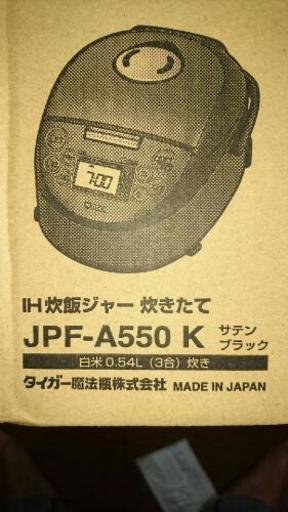 7:00
IH炊飯ジャー 炊きたて
JPF-A550 K サテン
ブラック
白米0.54L（3合）炊き
タイガー魔法瓶株式会社 MADE IN JAPAN